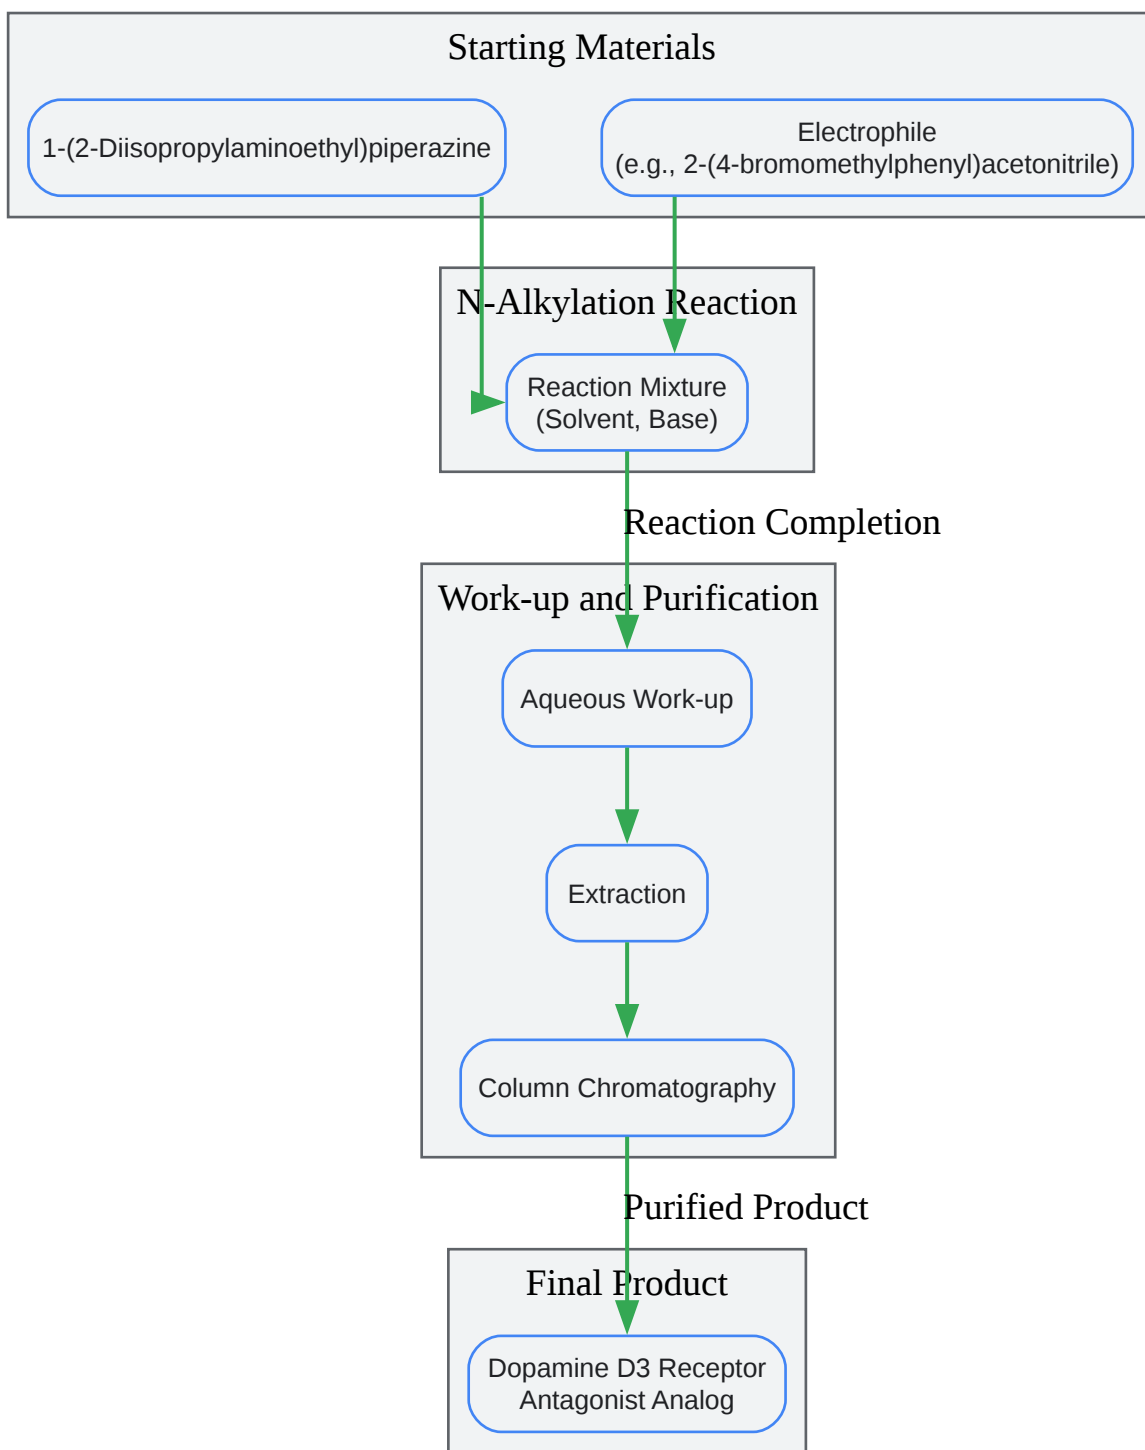 Starting Materials
1-(2-Diisopropylaminoethyl)piperazine
Electrophile
(e.g., 2-(4-bromomethylphenyl)acetonitrile)
N-Alkylation Reaction
Reaction Mixture
(Solvent, Base)
Reaction Completion
Work-up and Purification
Aqueous Work-up
Extraction
Column Chromatography
Purified Product
Final Product
Dopamine D3 Receptor
Antagonist Analog